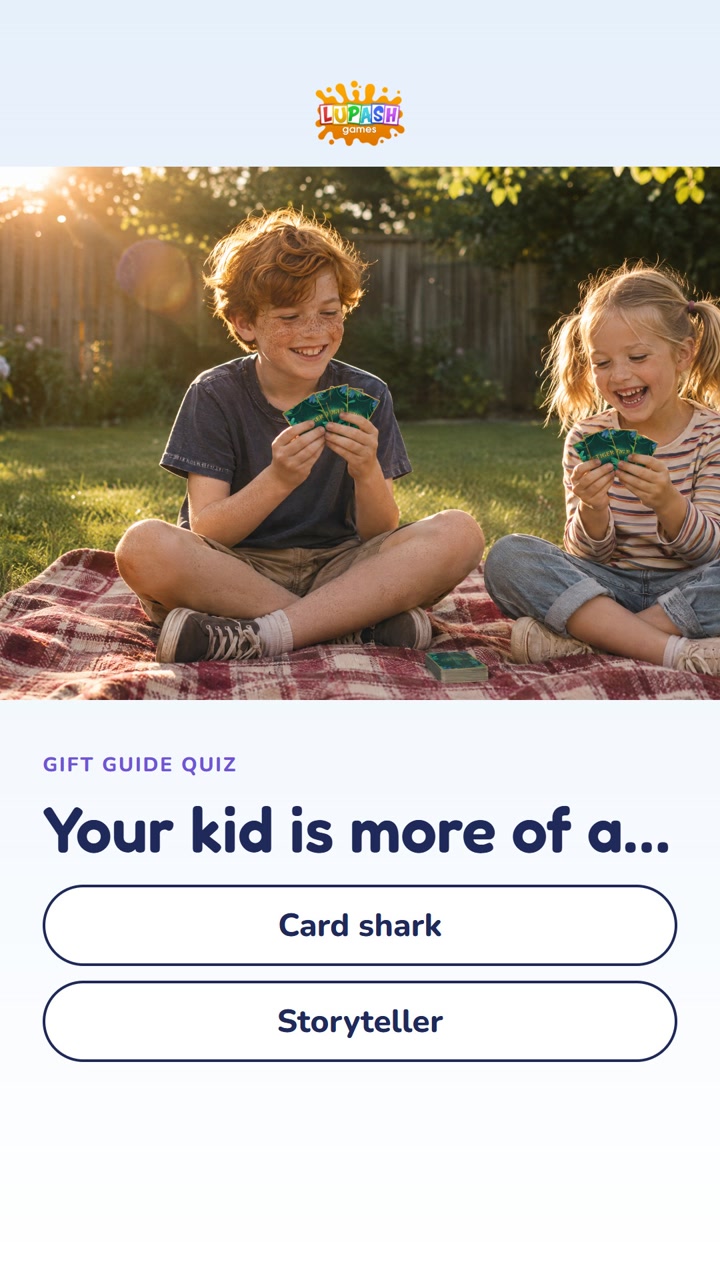 LUPASH
games
GIFT GUIDE QUIZ
Your kid is more of a...
Card shark
Storyteller